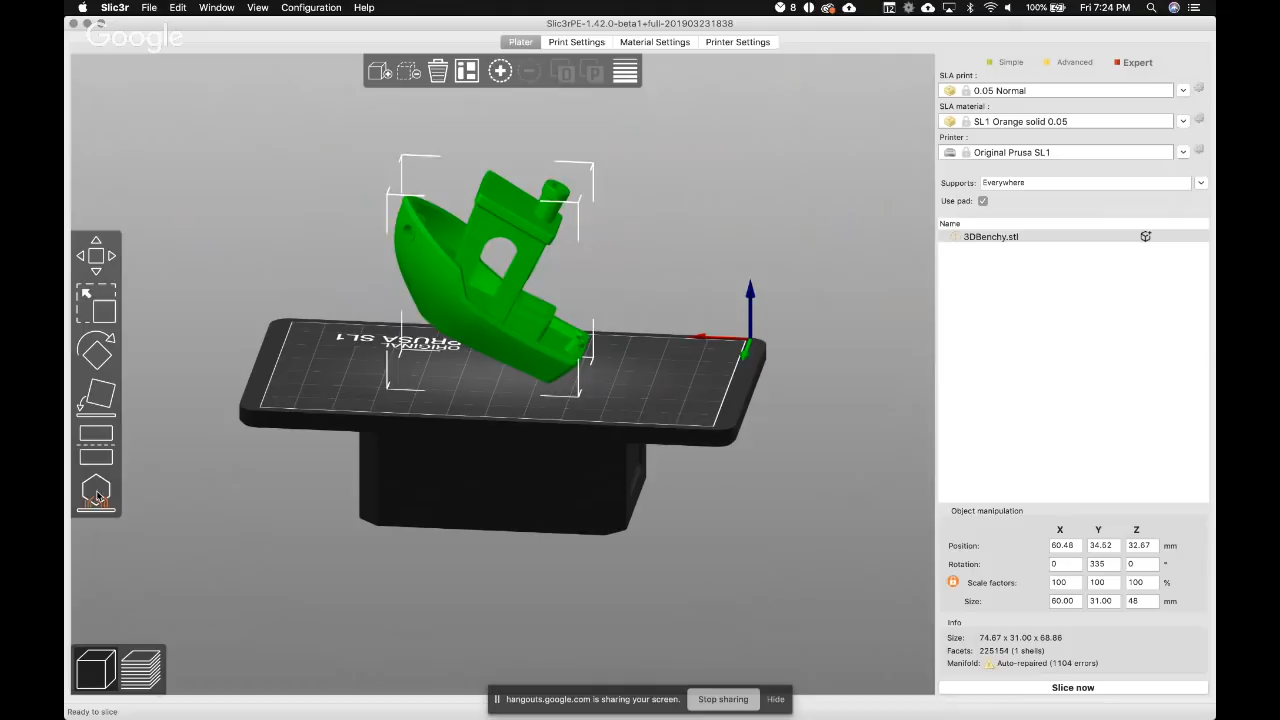 Slic3r File Edit Window View Configuration Help
8 12 100% Fri 7:24 PM
Slic3rPE-1.42.0-beta1+full-201903231838
Google
Plater Print Settings Material Settings Printer Settings
Simple Advanced Expert
SLA print :
0.05 Normal
SLA material :
SL1 Orange solid 0.05
Printer :
Original Prusa SL1
Supports: Everywhere
Use pad:
Name
3DBenchy.stl
D P
ORIGINAL
PRUSA SL1
Object manipulation
X Y Z
Position: 60.48 34.52 32.67 mm
Rotation: 0 335 0 °
Scale factors: 100 100 100 %
Size: 60.00 31.00 48 mm
Info
Size: 74.67 x 31.00 x 68.86
Facets: 225154 (1 shells)
Manifold: Auto-repaired (1104 errors)
Slice now
hangouts.google.com is sharing your screen. Stop sharing Hide
Ready to slice